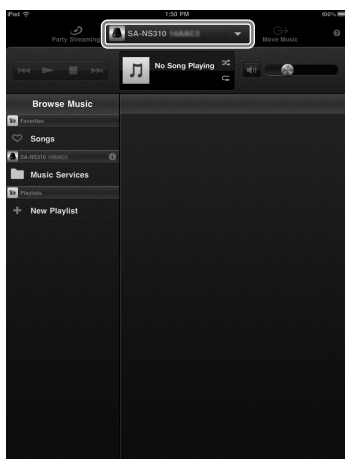 iPad 1:50 PM 100%
Party Streaming SA-NS310 Move Music ?
No Song Playing
Browse Music
Favorites
Songs
SA-NS310
Music Services
Playlists
+ New Playlist